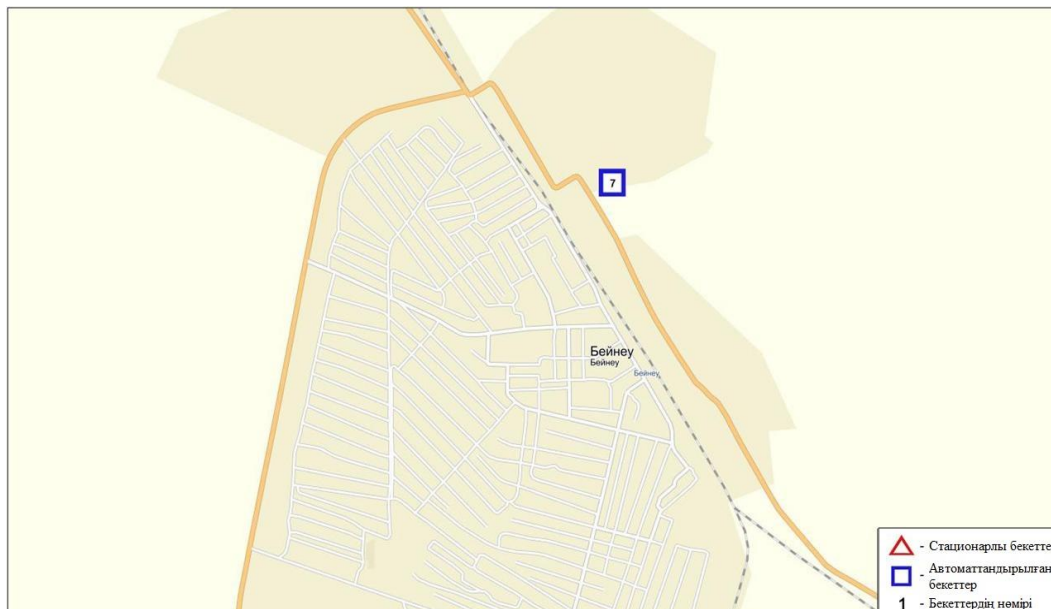 7
Бейнеу
Бейнеу
Бейнеу
- Стационарлы бекетте
- Автоматтандырылған
бекеттер
1 - Бекеттердің нөмірі